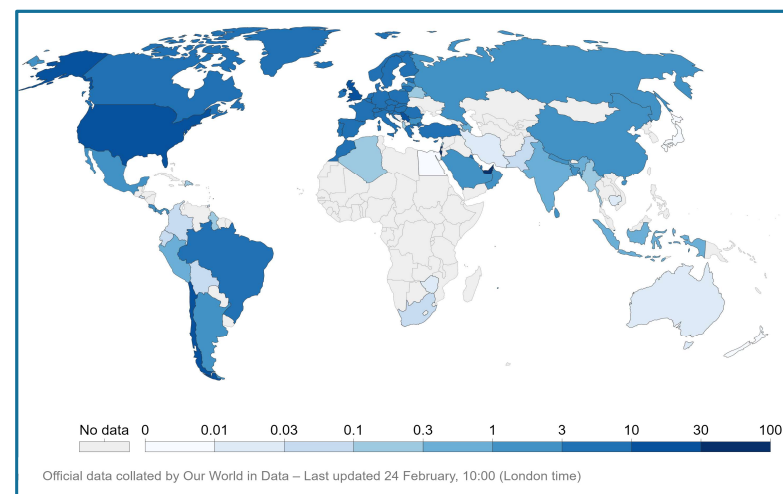 No data 0 0.01 0.03 0.1 0.3 1 3 10 30 100
Official data collated by Our World in Data – Last updated 24 February, 10:00 (London time)